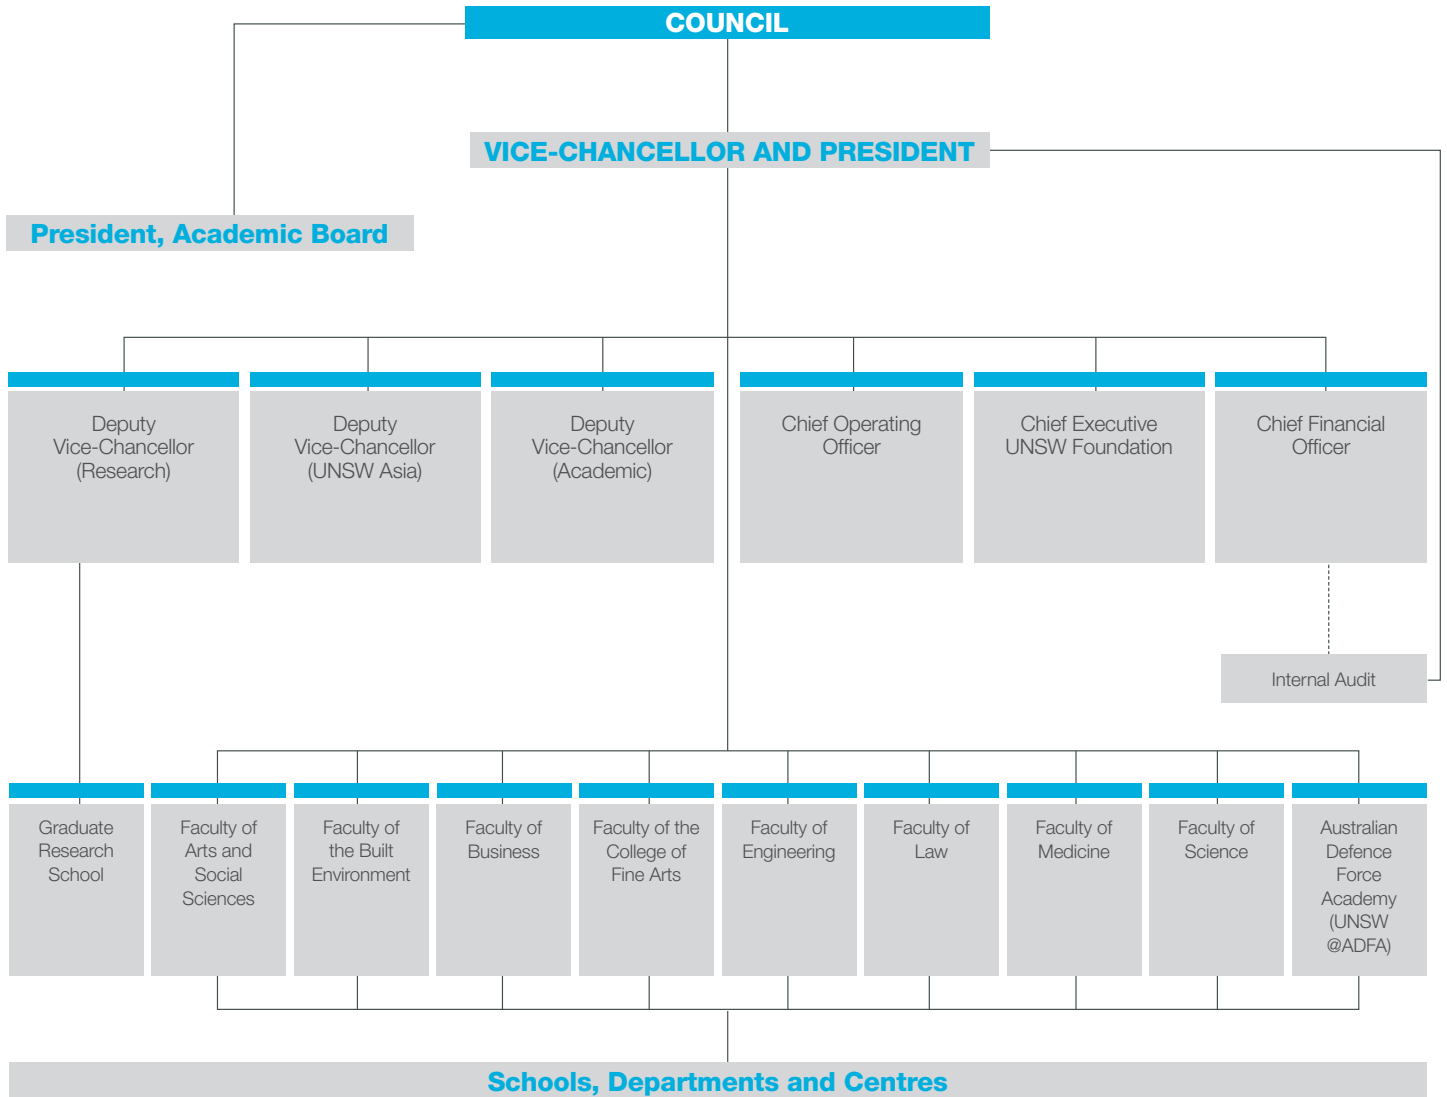 COUNCIL
VICE-CHANCELLOR AND PRESIDENT
President, Academic Board
Deputy
Vice-Chancellor
(Research)
Deputy
Vice-Chancellor
(UNSW Asia)
Deputy
Vice-Chancellor
(Academic)
Chief Operating
Officer
Chief Executive
UNSW Foundation
Chief Financial
Officer
Internal Audit
Graduate
Research
School
Faculty of
Arts and
Social
Sciences
Faculty of
the Built
Environment
Faculty of
Business
Faculty of the
College of
Fine Arts
Faculty of
Engineering
Faculty of
Law
Faculty of
Medicine
Faculty of
Science
Australian
Defence
Force
Academy
(UNSW
@ADFA)
Schools, Departments and Centres